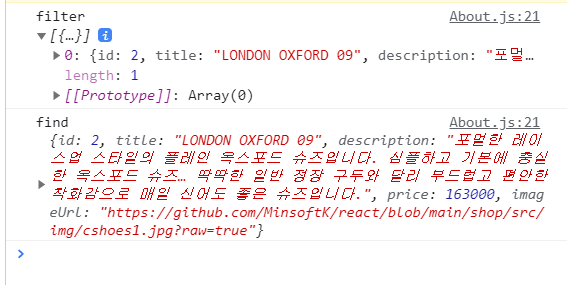 filter About.js:21
▼ [{…}] i
▶ 0: {id: 2, title: "LONDON OXFORD 09", description: "포멀…
length: 1
▶ [[Prototype]]: Array(0)
find About.js:21
{id: 2, title: "LONDON OXFORD 09", description: "포멀한 레이
스업 스타일의 플레인 옥스포드 슈즈입니다. 심플하고 기본에 충실
한 옥스포드 슈즈… 딱딱한 일반 정장 구두와 달리 부드럽고 편안한
▶ 착화감으로 매일 신어도 좋은 슈즈입니다.", price: 163000, imag
eUrl: "https://github.com/MinsoftK/react/blob/main/shop/src/
img/cshoes1.jpg?raw=true"}
>